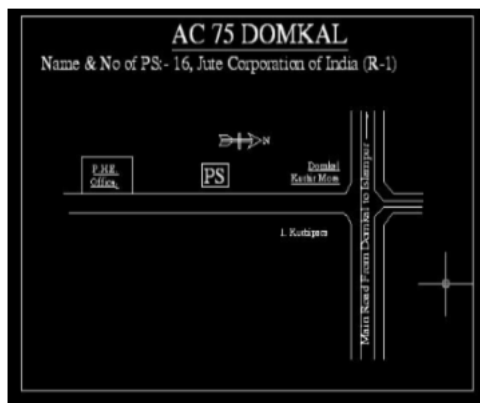 AC 75 DOMKAL
Name & No of PS:- 16, Jute Corporation of India (R-1)
N
P.H.E.
Office,
PS
Domkal
More
1.
Main Road From Domkal to Islampur